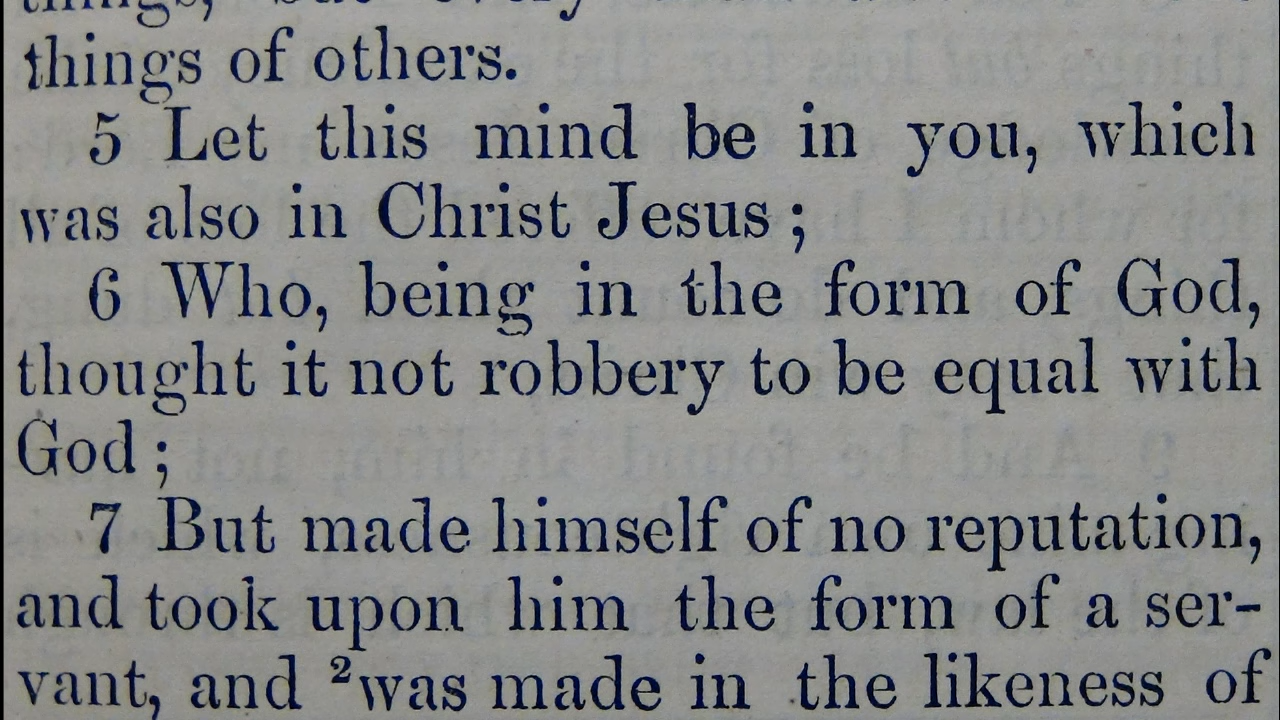 things of others.
5 Let this mind be in you, which
was also in Christ Jesus ;
6 Who, being in the form of God,
thought it not robbery to be equal with
God ;
7 But made himself of no reputation,
and took upon him the form of a ser-
vant, and ²was made in the likeness of